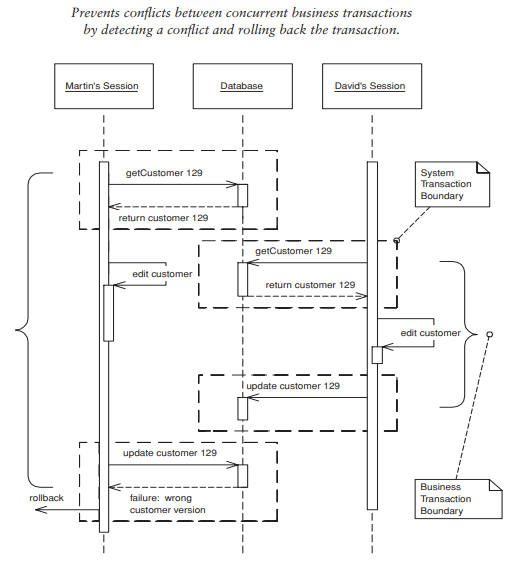 Prevents conflicts between concurrent business transactions
by detecting a conflict and rolling back the transaction.
Martin's Session
Database
David's Session
getCustomer 129
return customer 129
System
Transaction
Boundary
getCustomer 129
return customer 129
edit customer
edit customer
update customer 129
update customer 129
failure: wrong
customer version
rollback
Business
Transaction
Boundary